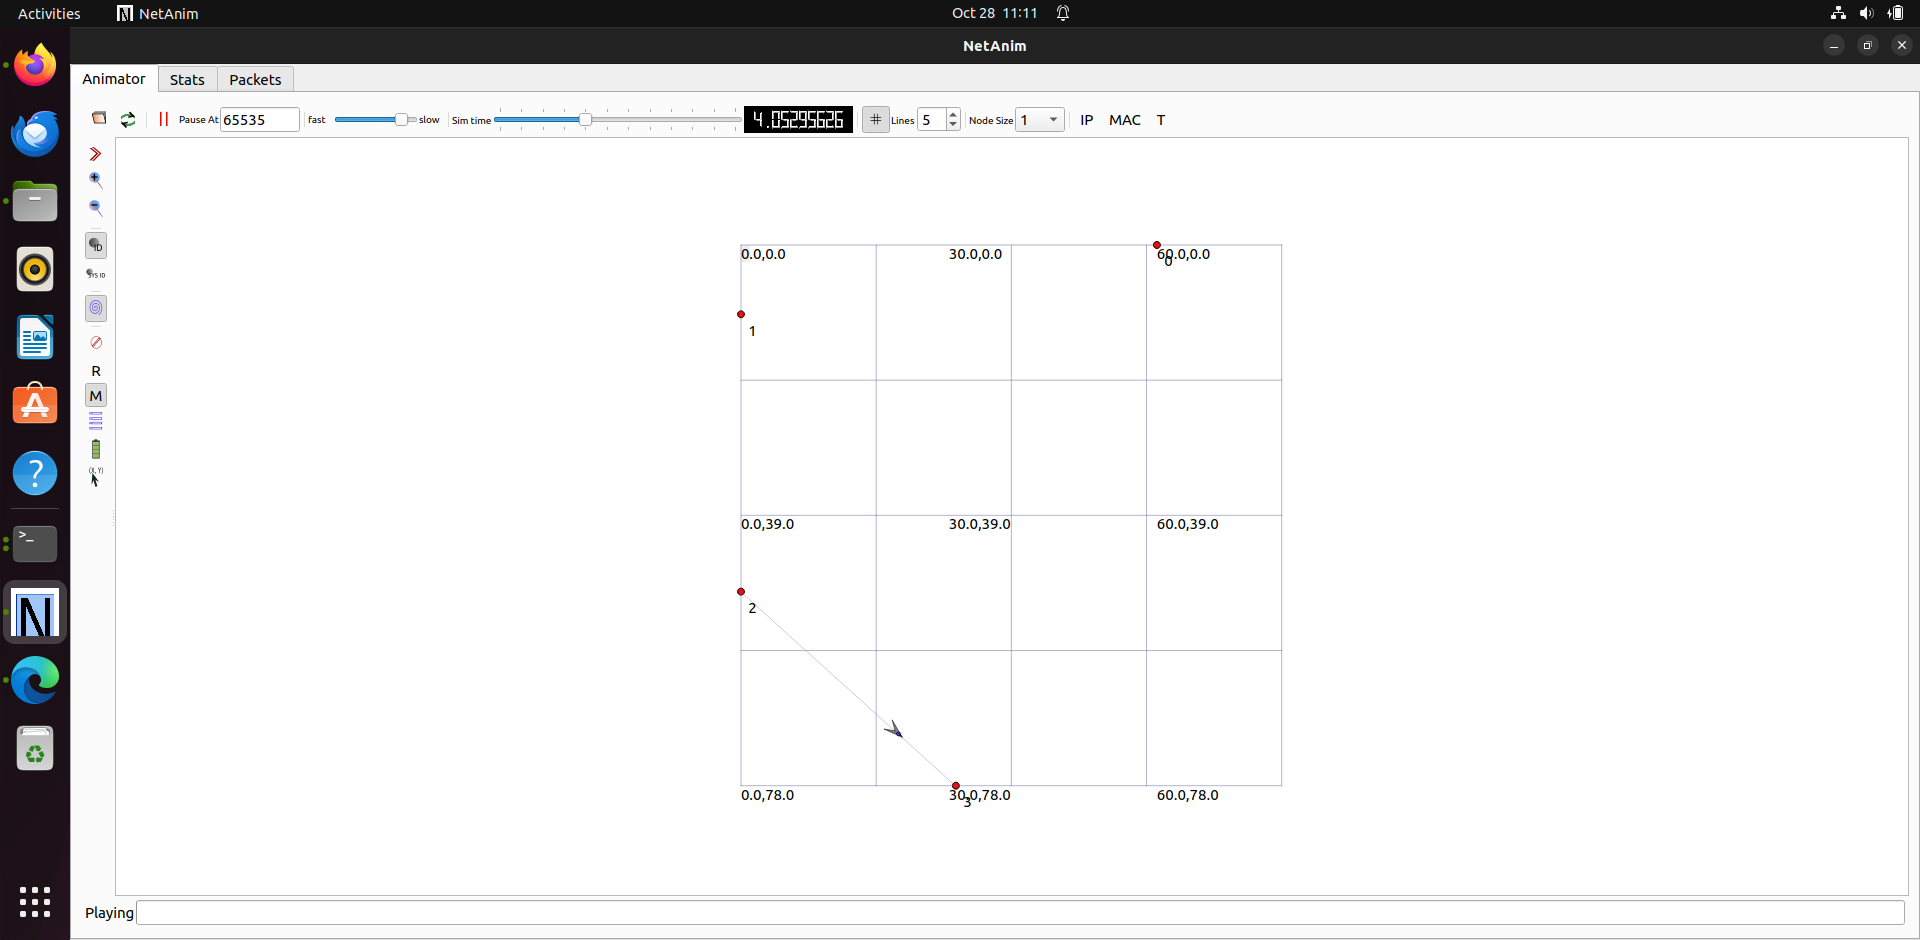 Activities NetAnim Oct 28 11:11
NetAnim
Animator Stats Packets
Pause At 65535 fast slow Sim time 4.05295626 # Lines 5 Node Size 1 IP MAC T
ID
SYS ID
R
M
(X, Y)
0.0,0.0 30.0,0.0 60.0,0.0
0
1
0.0,39.0 30.0,39.0 60.0,39.0
2
0.0,78.0 30.0,78.0 60.0,78.0
3
Playing